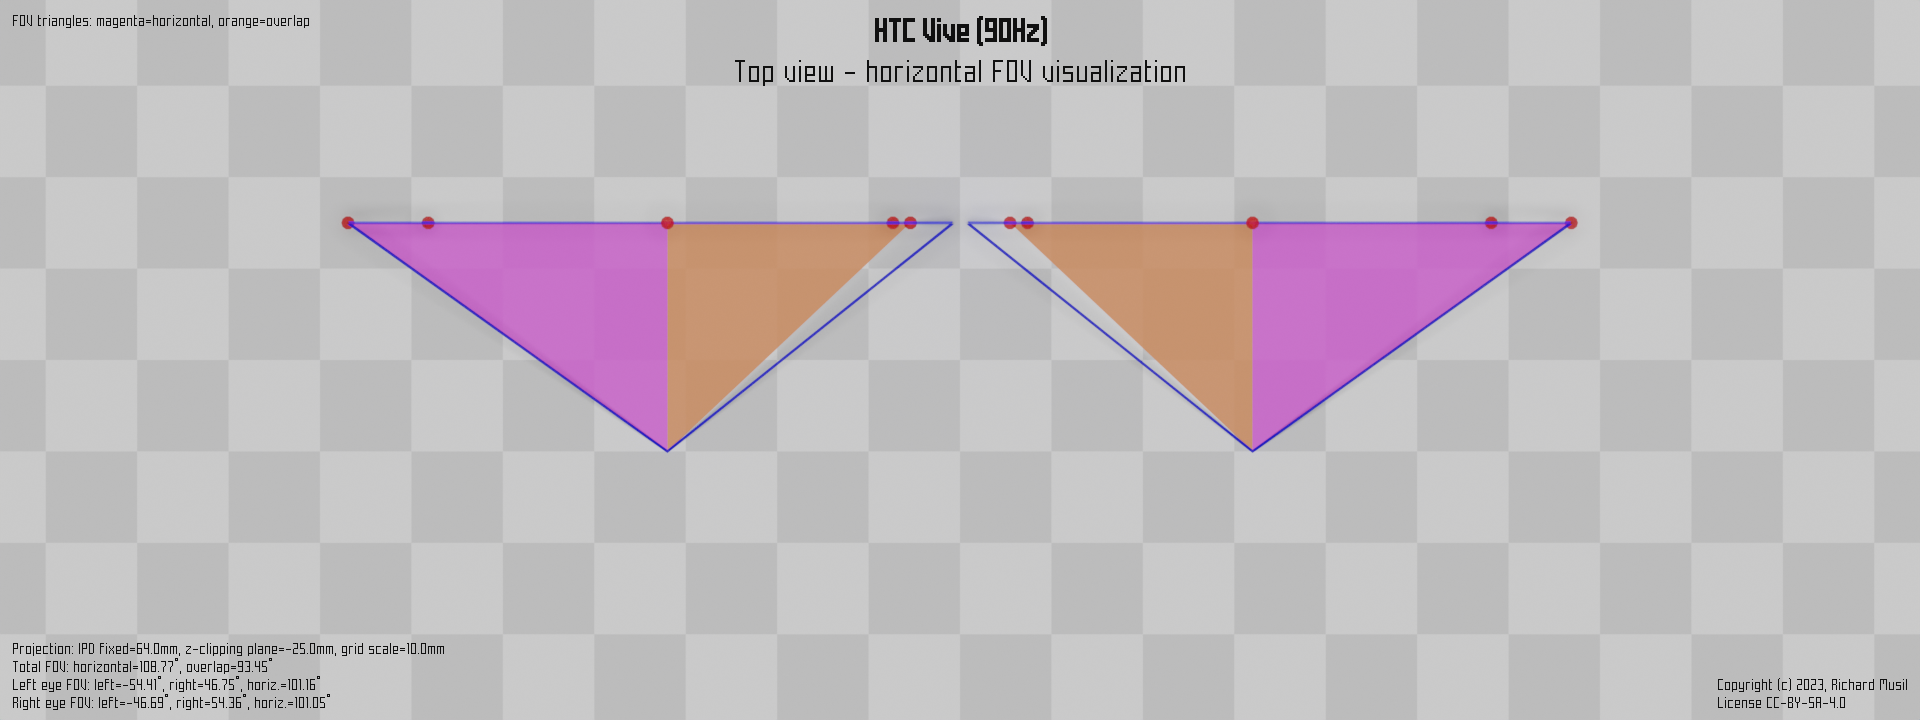 FOV triangles: magenta=horizontal, orange=overlap
HTC Vive (90Hz)
Top view - horizontal FOV visualization
Projection: IPD fixed=64.0mm, z-clipping plane=-25.0mm, grid scale=10.0mm
Total FOV: horizontal=108.77°, overlap=93.45°
Left eye FOV: left=-54.41°, right=46.75°, horiz.=101.16°
Right eye FOV: left=-46.69°, right=54.36°, horiz.=101.05°
Copyright (c) 2023, Richard Musil
License CC-BY-SA-4.0